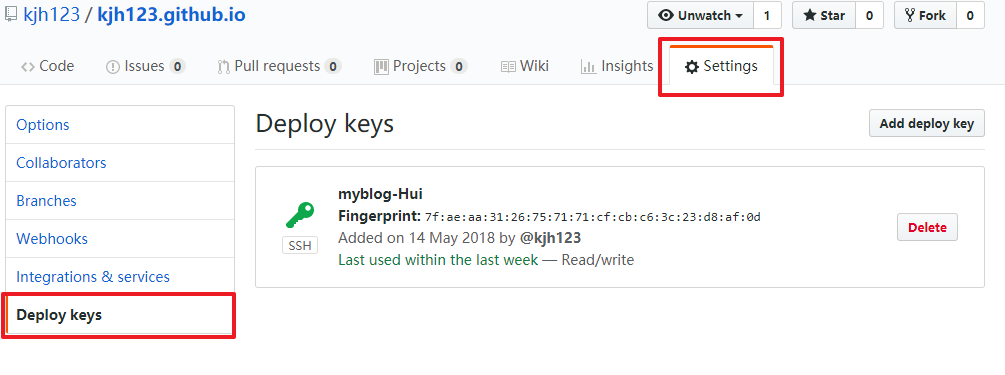 kjh123 / kjh123.github.io
Unwatch 1 Star 0 Fork 0
Code Issues 0 Pull requests 0 Projects 0 Wiki Insights Settings
Options
Collaborators
Branches
Webhooks
Integrations & services
Deploy keys
Deploy keys Add deploy key
myblog-Hui
Fingerprint: 7f:ae:aa:31:26:75:71:71:cf:cb:c6:3c:23:d8:af:0d
SSH
Added on 14 May 2018 by @kjh123
Last used within the last week — Read/write
Delete